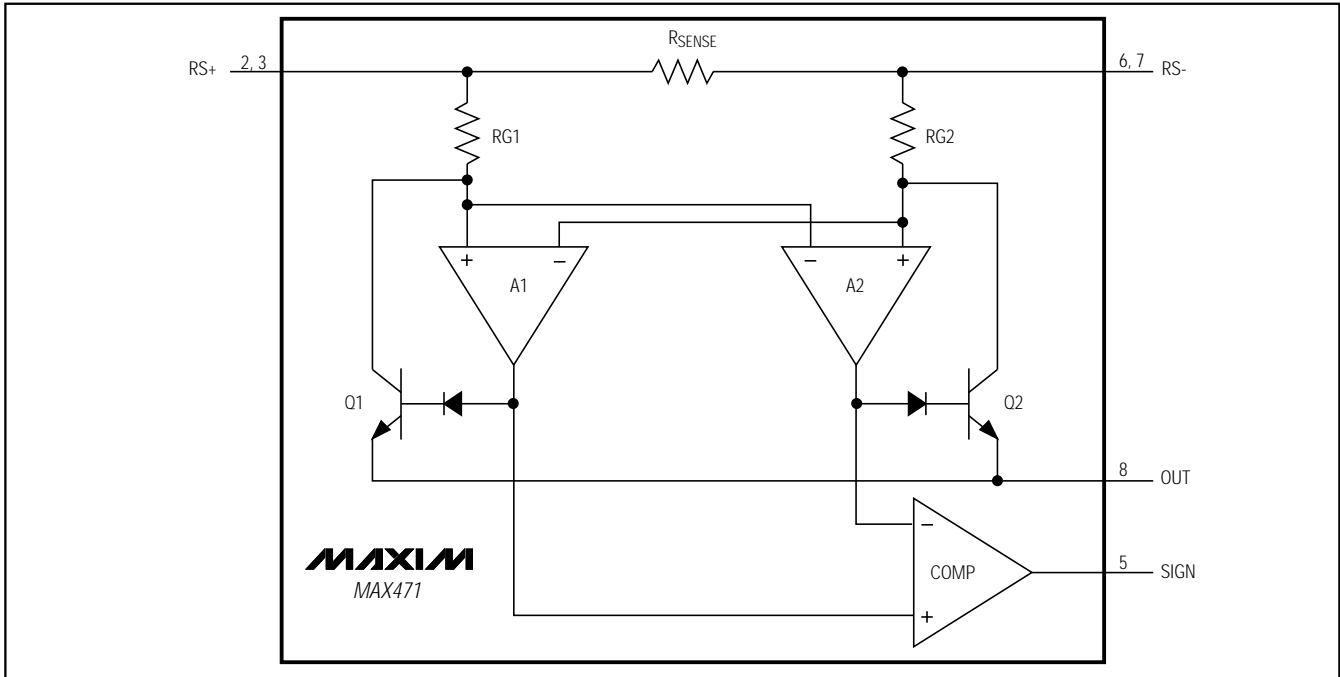 RSENSE
RS+ 2, 3
6, 7 RS-
RG1
RG2
+ − − +
A1
A2
Q1
Q2
8 OUT
−
MAXIM
MAX471
COMP
5 SIGN
+